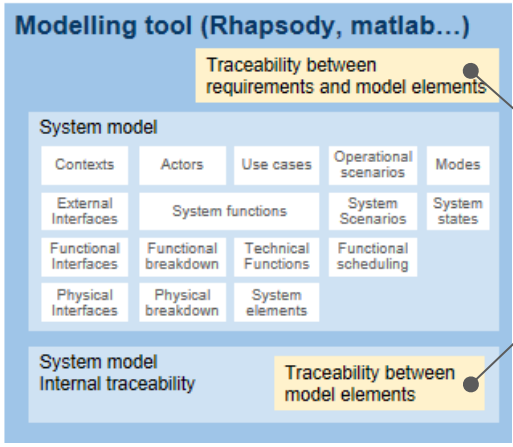 Modelling tool (Rhapsody, matlab...)
Traceability between
requirements and model elements
System model
Contexts
Actors
Use cases
Operational
scenarios
Modes
External
Interfaces
System functions
System
Scenarios
System
states
Functional
Interfaces
Functional
breakdown
Technical
Functions
Functional
scheduling
Physical
Interfaces
Physical
breakdown
System
elements
System model
Internal traceability
Traceability between
model elements